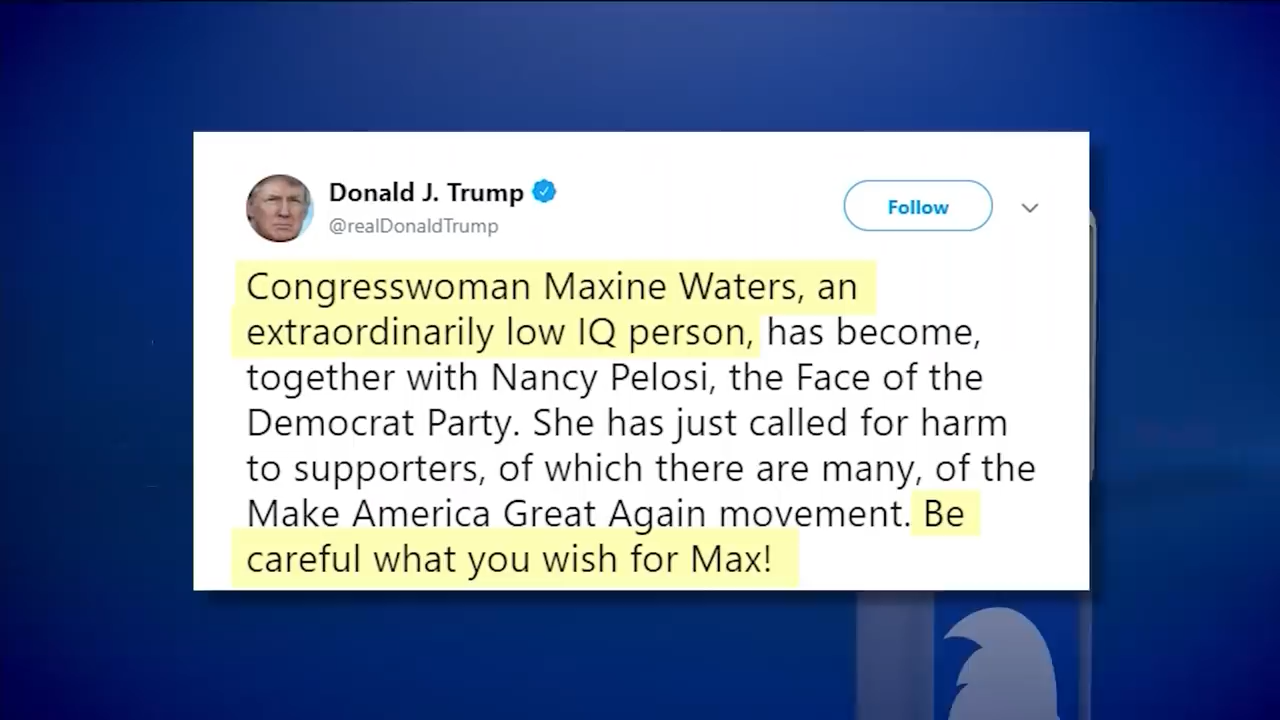 Donald J. Trump
@realDonaldTrump
Follow
Congresswoman Maxine Waters, an
extraordinarily low IQ person, has become,
together with Nancy Pelosi, the Face of the
Democrat Party. She has just called for harm
to supporters, of which there are many, of the
Make America Great Again movement. Be
careful what you wish for Max!